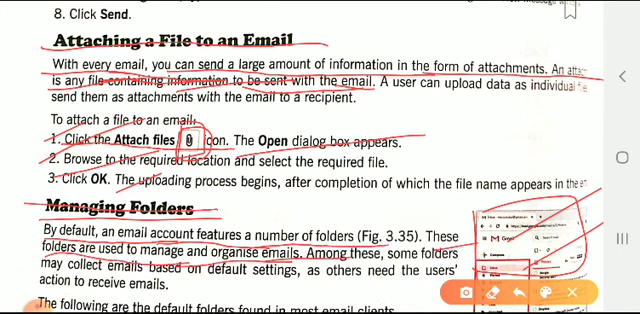 8. Click Send.
Attaching a File to an Email
With every email, you can send a large amount of information in the form of attachments. An
is any file containing information to be sent with the email. A user can upload data as individual
send them as attachments with the email to a recipient.
To attach a file to an email:
1. Click the Attach files icon. The Open dialog box appears.
2. Browse to the required location and select the required file.
3. Click OK. The uploading process begins, after completion of which the file name appears in the
Managing Folders
By default, an email account features a number of folders (Fig. 3.35). These
folders are used to manage and organise emails. Among these, some folders
may collect emails based on default settings, as others need the users'
action to receive emails.
The following are the default folders found in most email clients
Compose